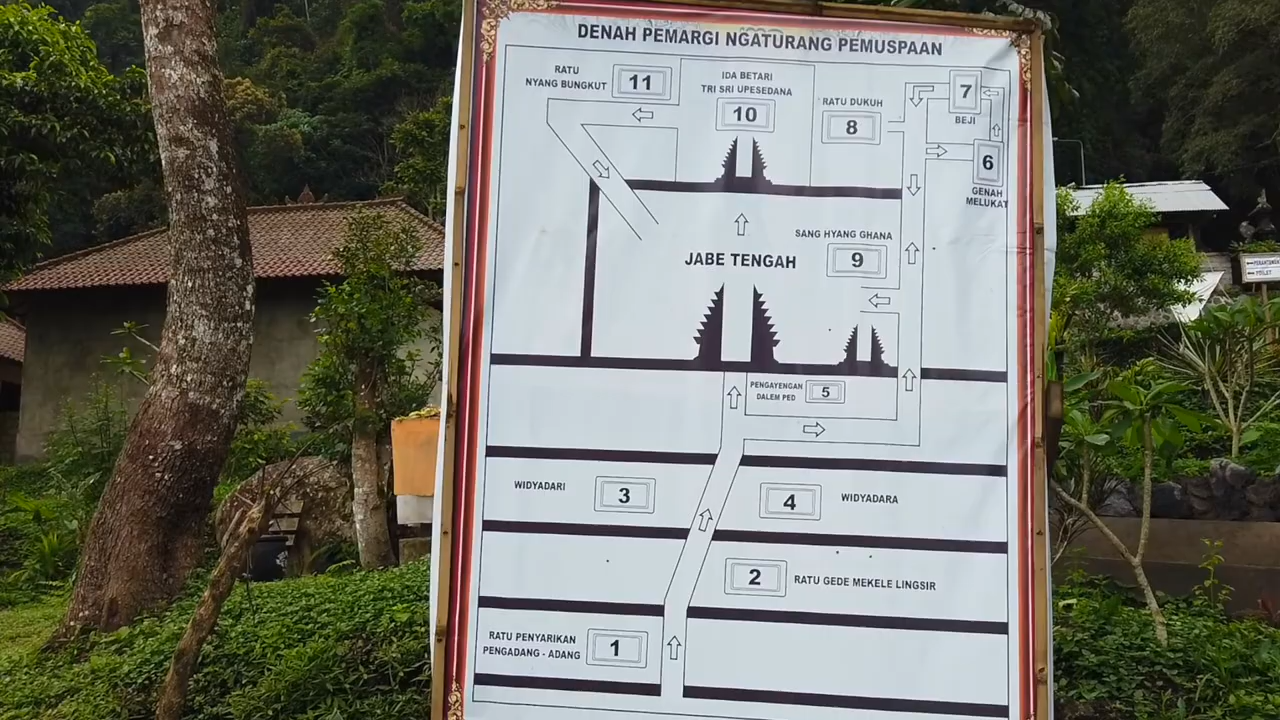 DENAH PEMARGI NGATURANG PEMUSPAAN
RATU
NYANG BUNGKUT
11
IDA BETARI
TRI SRI UPESEDANA
10
RATU DUKUH
8
7
BEJI
6
GENAH
MELUKAT
SANG HYANG GHANA
9
JABE TENGAH
PENGAYENGAN
DALEM PED
5
WIDYADARI
3
4
WIDYADARA
2
RATU GEDE MEKELE LINGSIR
RATU PENYARIKAN
PENGADANG - ADANG
1
TOILET